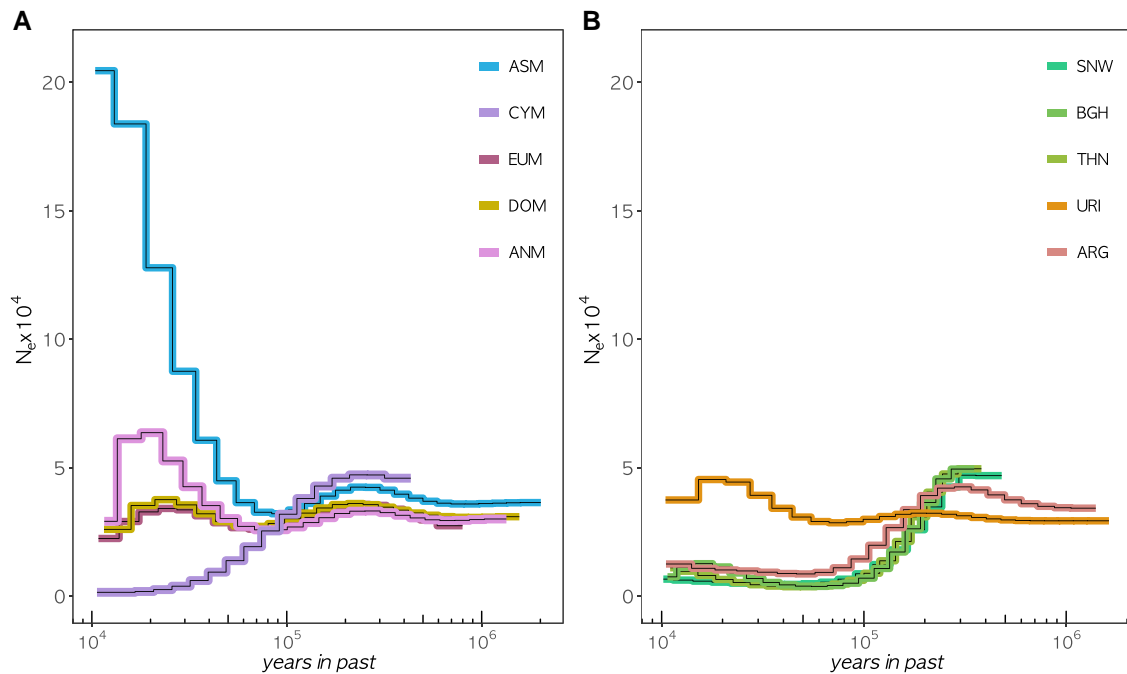 A
ASM
CYM
EUM
DOM
ANM
20
15
10
5
0
Nₑx10⁴
10⁴
10⁵
10⁶
years in past
B
SNW
BGH
THN
URI
ARG
20
15
10
5
0
Nₑx10⁴
10⁴
10⁵
10⁶
years in past